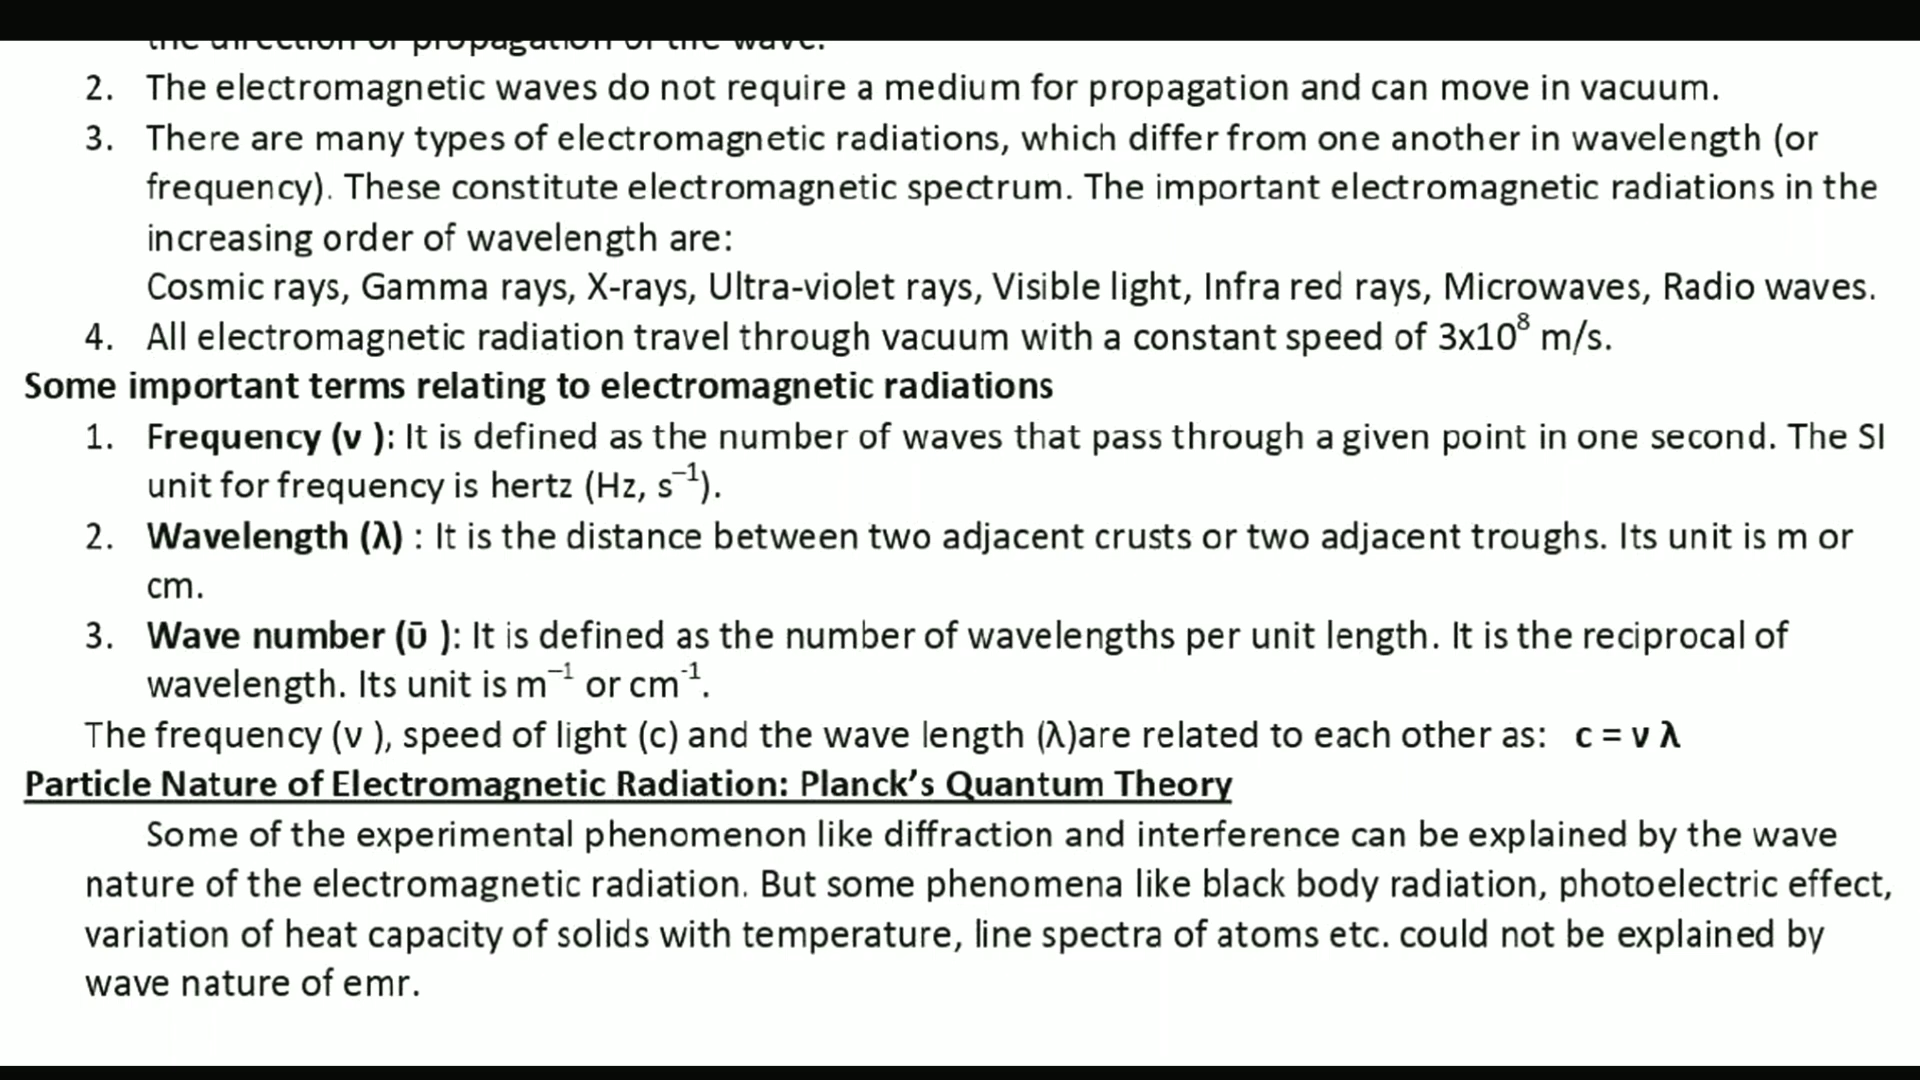 the direction of propagation of the wave.
2. The electromagnetic waves do not require a medium for propagation and can move in vacuum.
3. There are many types of electromagnetic radiations, which differ from one another in wavelength (or
frequency). These constitute electromagnetic spectrum. The important electromagnetic radiations in the
increasing order of wavelength are:
Cosmic rays, Gamma rays, X-rays, Ultra-violet rays, Visible light, Infra red rays, Microwaves, Radio waves.
4. All electromagnetic radiation travel through vacuum with a constant speed of 3x10⁸ m/s.
Some important terms relating to electromagnetic radiations
1. Frequency (ν ): It is defined as the number of waves that pass through a given point in one second. The SI
unit for frequency is hertz (Hz, s⁻¹).
2. Wavelength (λ) : It is the distance between two adjacent crusts or two adjacent troughs. Its unit is m or
cm.
3. Wave number (ῡ ): It is defined as the number of wavelengths per unit length. It is the reciprocal of
wavelength. Its unit is m⁻¹ or cm⁻¹.
The frequency (ν ), speed of light (c) and the wave length (λ)are related to each other as: c = ν λ
Particle Nature of Electromagnetic Radiation: Planck’s Quantum Theory
Some of the experimental phenomenon like diffraction and interference can be explained by the wave
nature of the electromagnetic radiation. But some phenomena like black body radiation, photoelectric effect,
variation of heat capacity of solids with temperature, line spectra of atoms etc. could not be explained by
wave nature of emr.